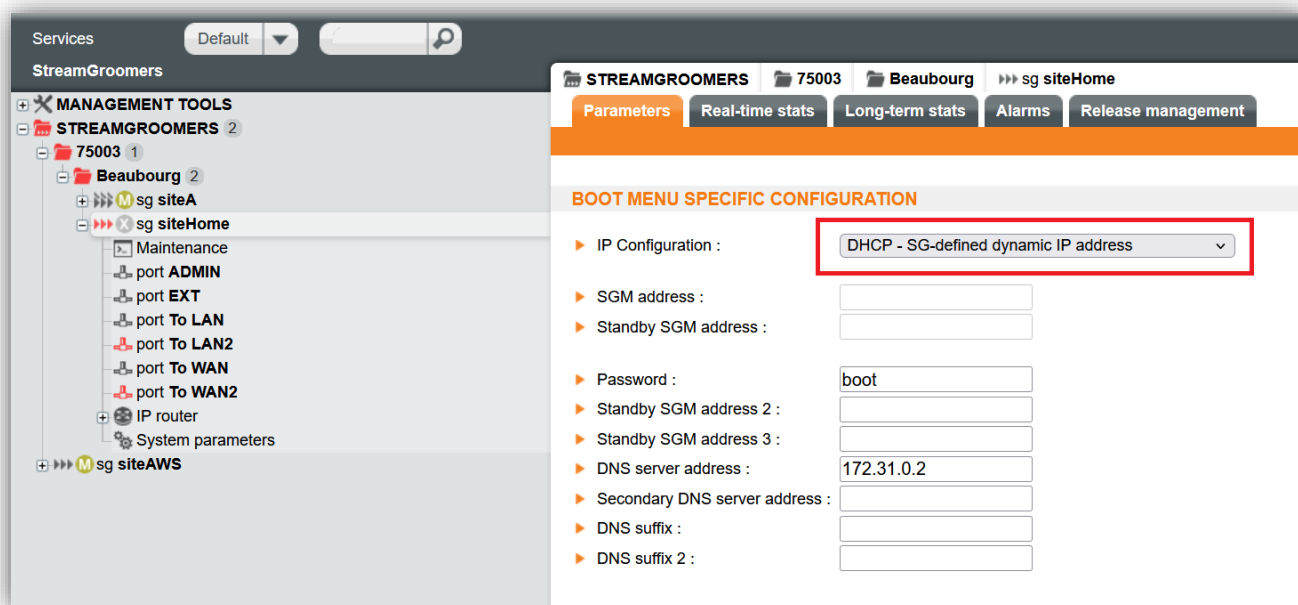 Services
Default
StreamGroomers
MANAGEMENT TOOLS
STREAMGROOMERS 2
75003 1
Beaubourg 2
M sg siteA
X sg siteHome
Maintenance
port ADMIN
port EXT
port To LAN
port To LAN2
port To WAN
port To WAN2
IP router
System parameters
M sg siteAWS
STREAMGROOMERS 75003 Beaubourg sg siteHome
Parameters Real-time stats Long-term stats Alarms Release management
BOOT MENU SPECIFIC CONFIGURATION
IP Configuration : DHCP - SG-defined dynamic IP address
SGM address :
Standby SGM address :
Password : boot
Standby SGM address 2 :
Standby SGM address 3 :
DNS server address : 172.31.0.2
Secondary DNS server address :
DNS suffix :
DNS suffix 2 :